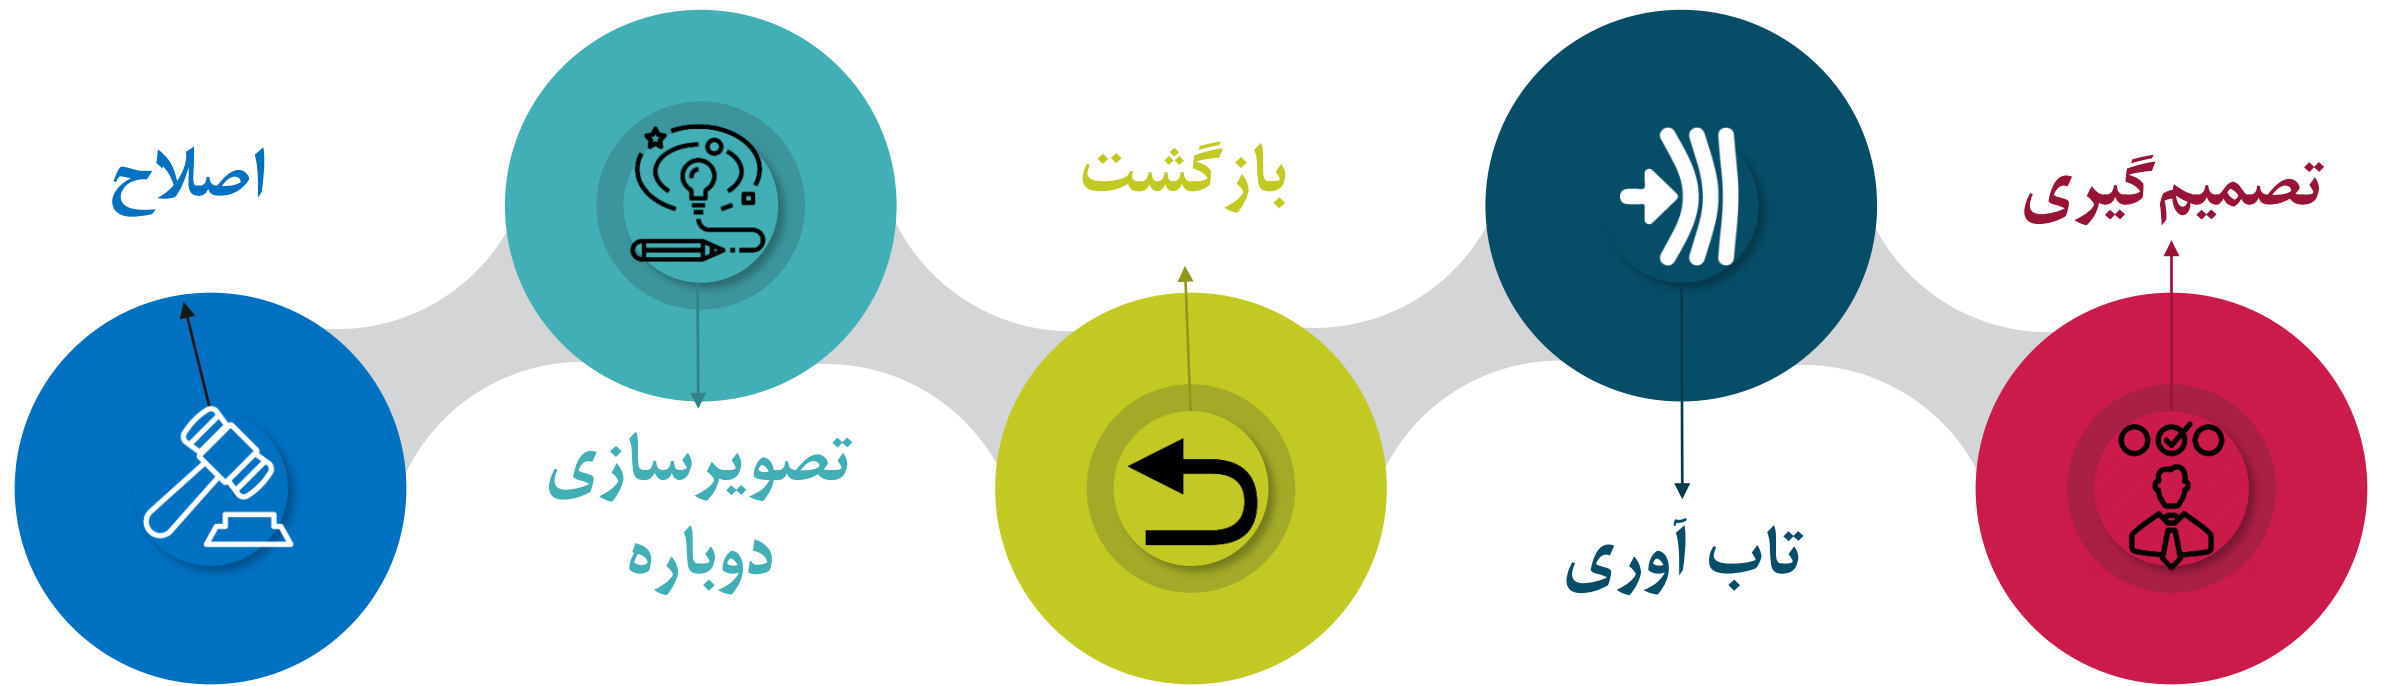 تصمیم‌گیری
تاب آوری
بازگشت
تصویرسازی
دوباره
اصلاح